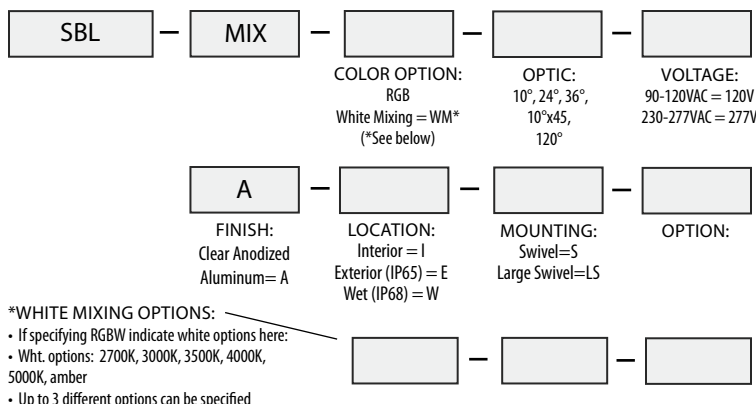 SBL – MIX –
COLOR OPTION:
RGB
White Mixing = WM*
(*See below)
OPTIC:
10°, 24°, 36°,
10°x45,
120°
VOLTAGE:
90-120VAC = 120V
230-277VAC = 277V
A
FINISH:
Clear Anodized
Aluminum= A
LOCATION:
Interior = I
Exterior (IP65) = E
Wet (IP68) = W
MOUNTING:
Swivel=S
Large Swivel=LS
OPTION:
*WHITE MIXING OPTIONS:
• If specifying RGBW indicate white options here:
• Wht. options: 2700K, 3000K, 3500K, 4000K,
5000K, amber
• Up to 3 different options can be specified